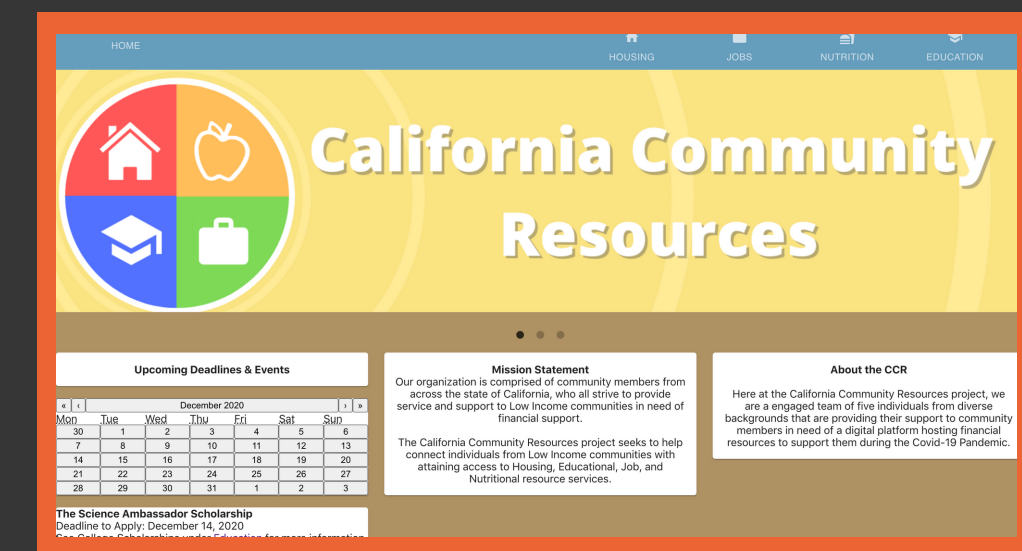 HOME HOUSING JOBS NUTRITION EDUCATION
California Community
Resources
Upcoming Deadlines & Events
« ‹ December 2020 › »
Mon Tue Wed Thu Fri Sat Sun
30 1 2 3 4 5 6
7 8 9 10 11 12 13
14 15 16 17 18 19 20
21 22 23 24 25 26 27
28 29 30 31 1 2 3
The Science Ambassador Scholarship
Deadline to Apply: December 14, 2020
See College Scholarships under Education for more information
Mission Statement
Our organization is comprised of community members from
across the state of California, who all strive to provide
service and support to Low Income communities in need of
financial support.
The California Community Resources project seeks to help
connect individuals from Low Income communities with
attaining access to Housing, Educational, Job, and
Nutritional resource services.
About the CCR
Here at the California Community Resources project, we
are a engaged team of five individuals from diverse
backgrounds that are providing their support to community
members in need of a digital platform hosting financial
resources to support them during the Covid-19 Pandemic.